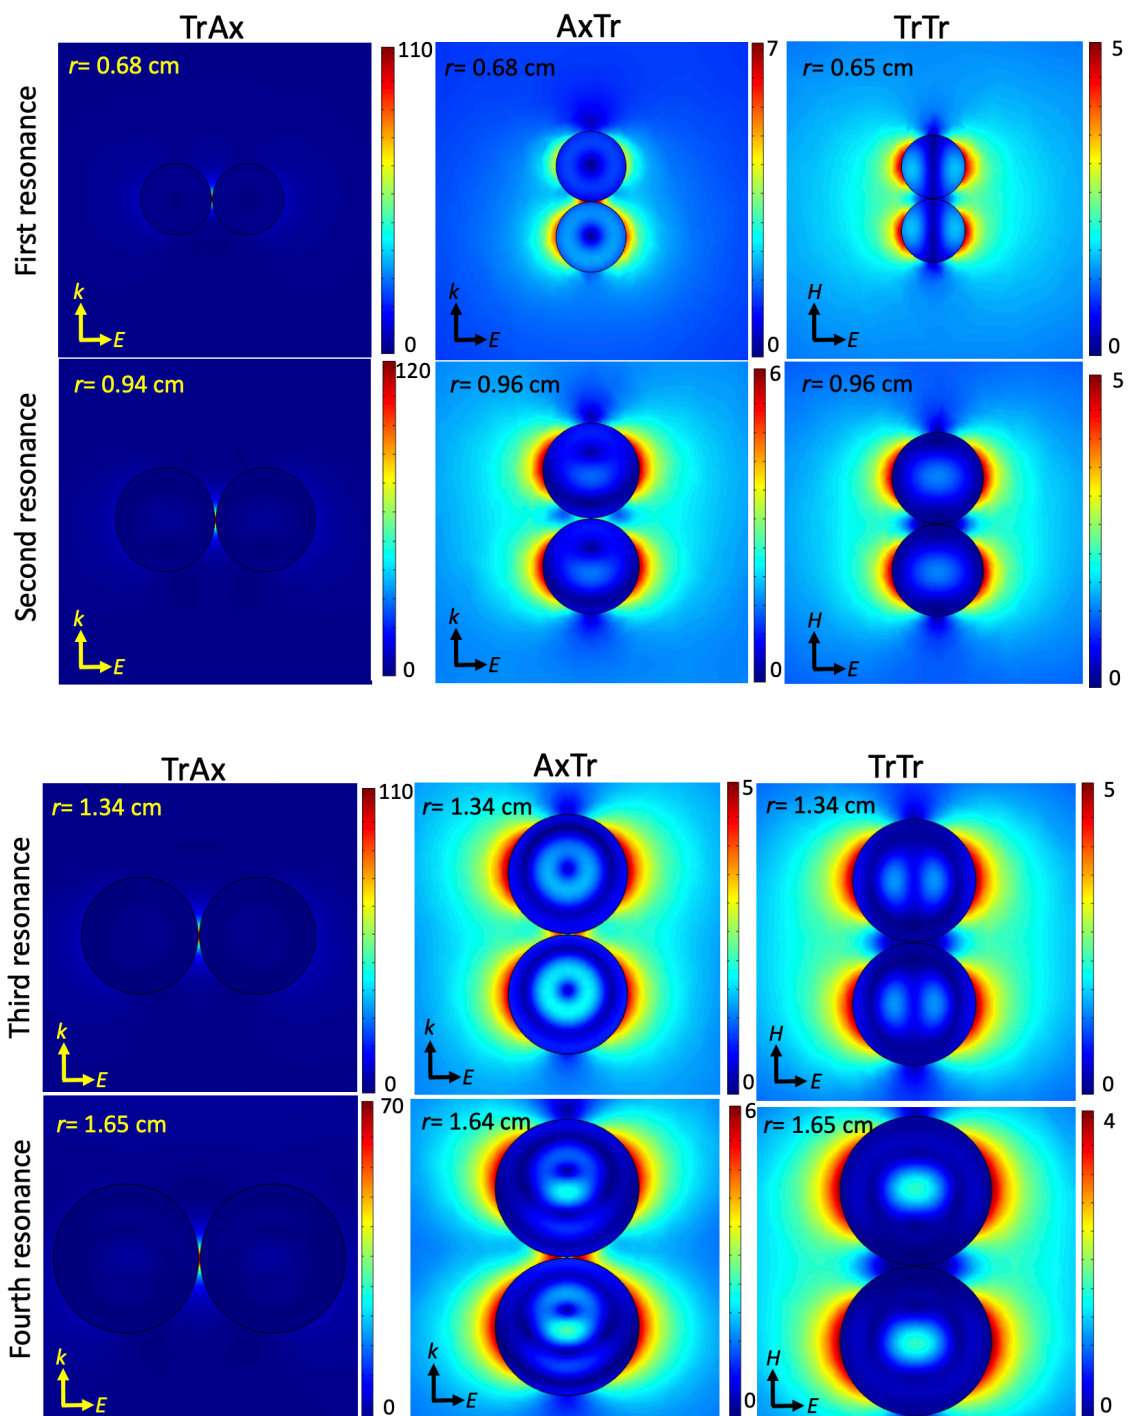 TrAx
AxTr
TrTr
First resonance
r= 0.68 cm
110
0
k
E
r= 0.68 cm
7
0
k
E
r= 0.65 cm
5
0
H
E
Second resonance
r= 0.94 cm
120
0
k
E
r= 0.96 cm
6
0
k
E
r= 0.96 cm
5
0
H
E
TrAx
AxTr
TrTr
Third resonance
r= 1.34 cm
110
0
k
E
r= 1.34 cm
5
0
k
E
r= 1.34 cm
5
0
H
E
Fourth resonance
r= 1.65 cm
70
0
k
E
r= 1.64 cm
6
0
k
E
r= 1.65 cm
4
0
H
E